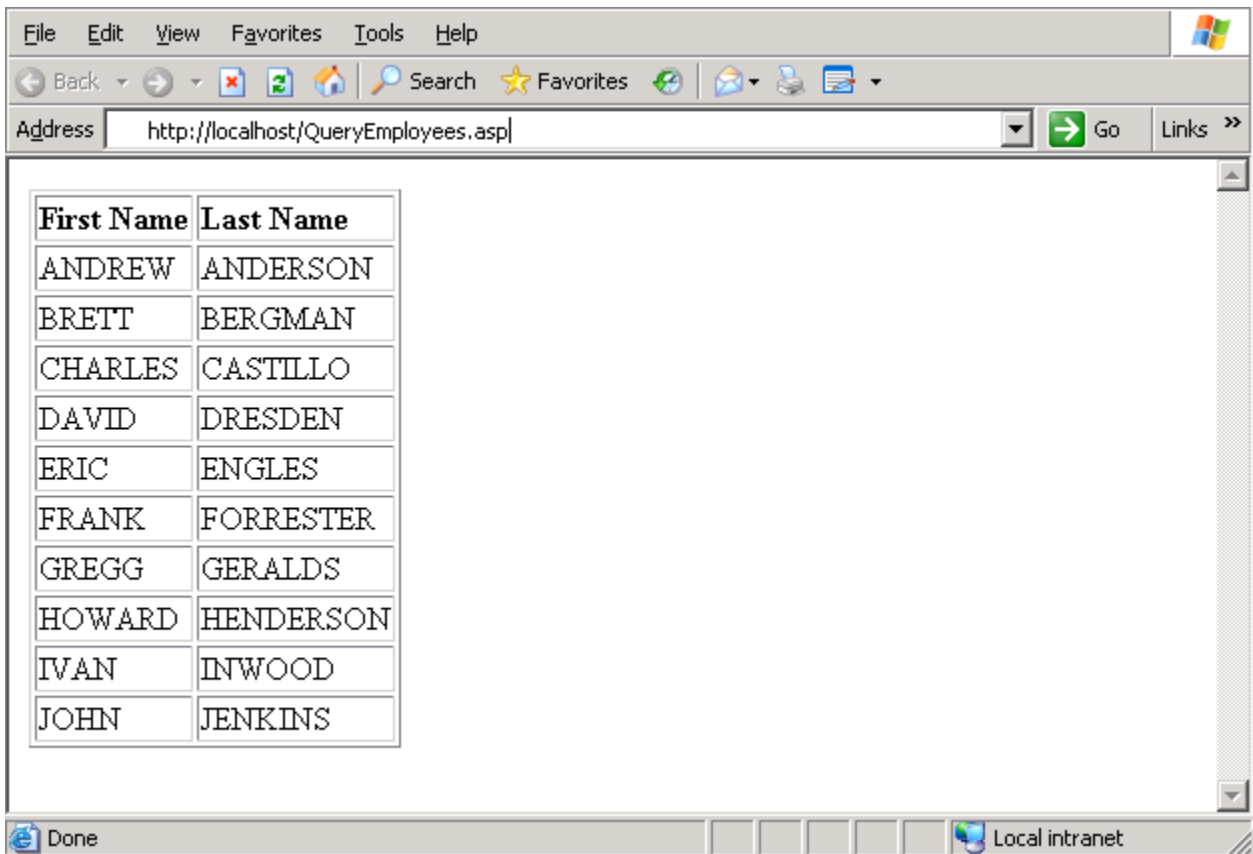 File Edit View Favorites Tools Help
Back Search Favorites
Address http://localhost/QueryEmployees.asp Go Links »
First Name Last Name
ANDREW ANDERSON
BRETT BERGMAN
CHARLES CASTILLO
DAVID DRESDEN
ERIC ENGLES
FRANK FORRESTER
GREGG GERALDS
HOWARD HENDERSON
IVAN INWOOD
JOHN JENKINS
Done Local intranet